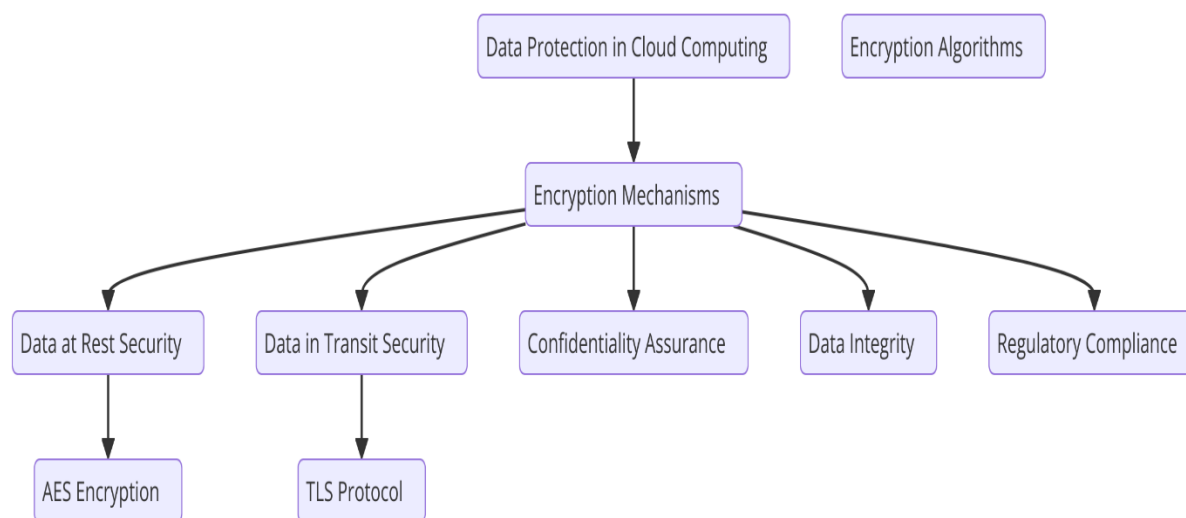 Data Protection in Cloud Computing
Encryption Algorithms
Encryption Mechanisms
Data at Rest Security
Data in Transit Security
Confidentiality Assurance
Data Integrity
Regulatory Compliance
AES Encryption
TLS Protocol